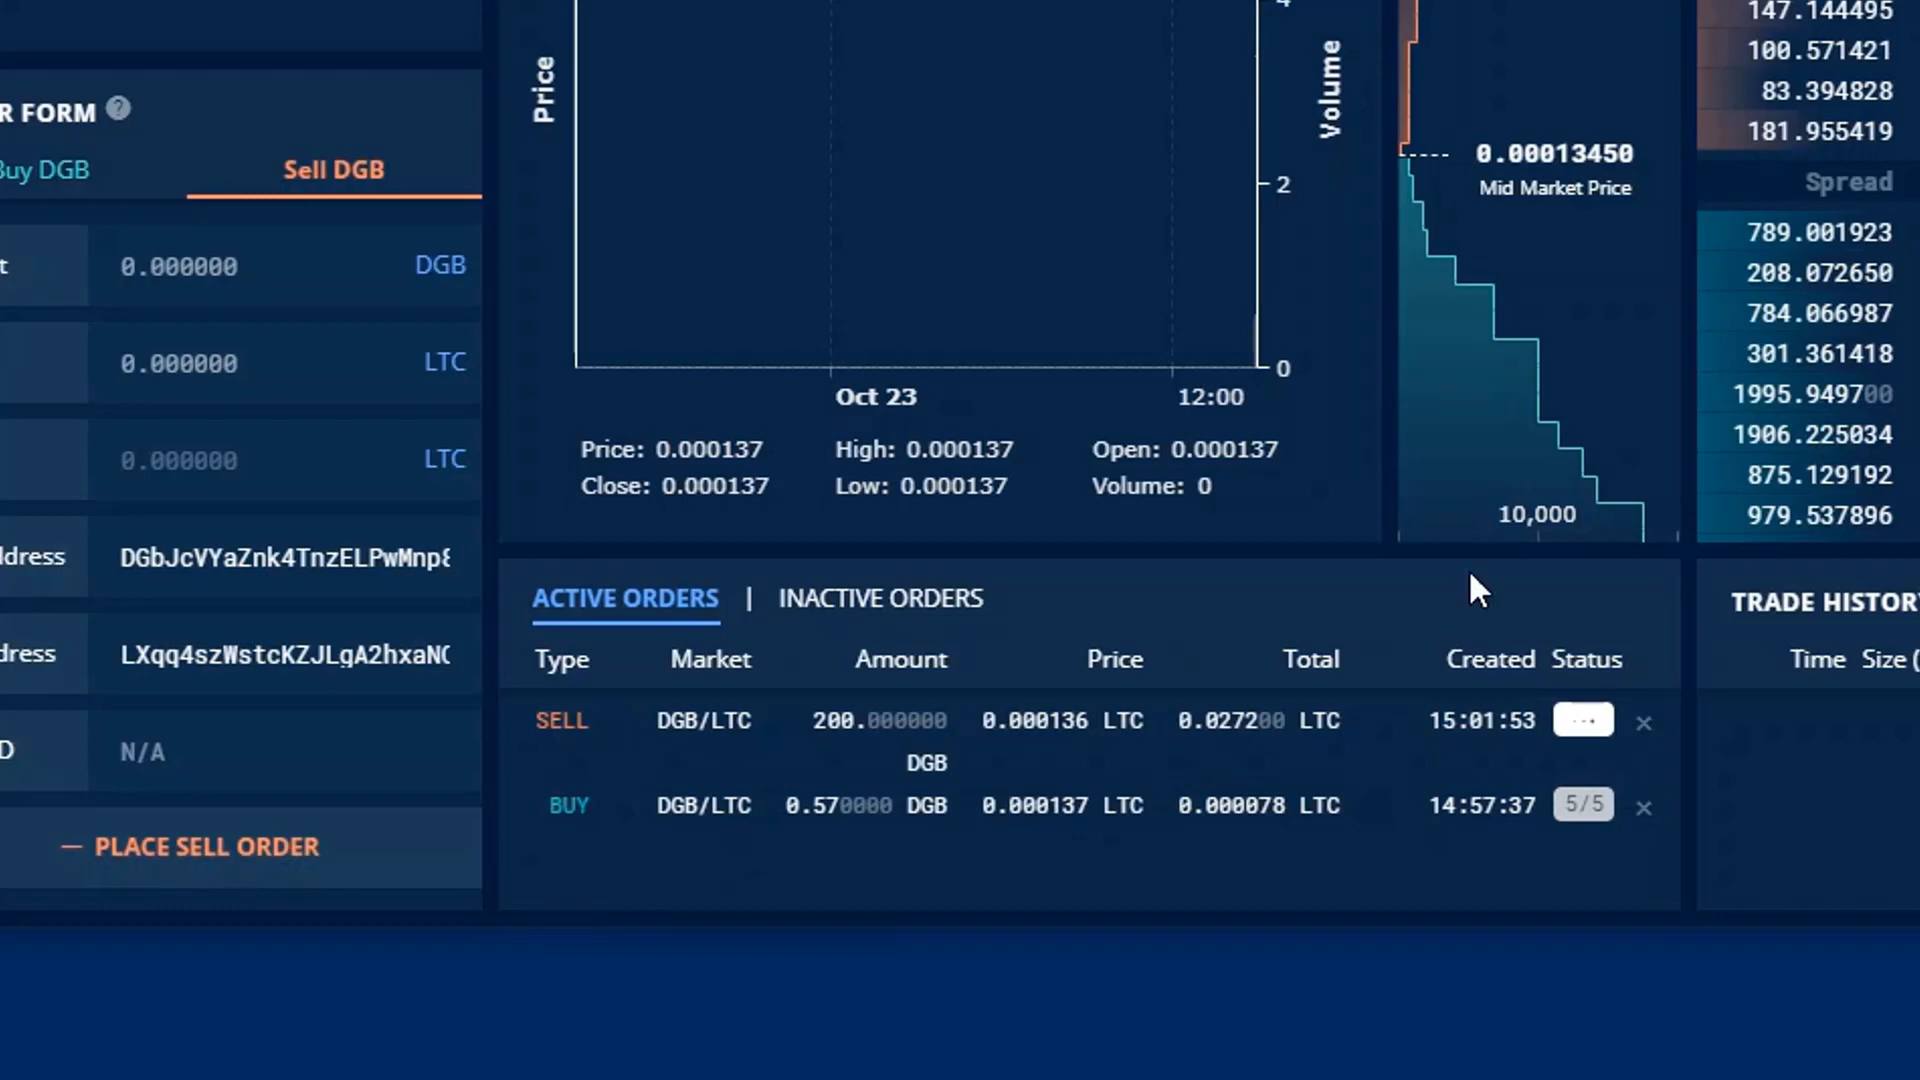 R FORM ?
Buy DGB
Sell DGB
t
0.000000 DGB
0.000000 LTC
0.000000 LTC
ddress
DGbJcVYaZnk4TnzELPwMnp
dress
LXqq4szWstcKZJLgA2hxaN
D
N/A
— PLACE SELL ORDER
Price
Volume
4
2
0
Oct 23
12:00
Price: 0.000137 High: 0.000137 Open: 0.000137
Close: 0.000137 Low: 0.000137 Volume: 0
0.00013450
Mid Market Price
10,000
147.144495
100.571421
83.394828
181.955419
Spread
789.001923
208.072650
784.066987
301.361418
1995.949700
1906.225034
875.129192
979.537896
ACTIVE ORDERS | INACTIVE ORDERS
Type Market Amount Price Total Created Status
SELL DGB/LTC 200.000000 DGB 0.000136 LTC 0.027200 LTC 15:01:53 ... ×
BUY DGB/LTC 0.570000 DGB 0.000137 LTC 0.000078 LTC 14:57:37 5/5 ×
TRADE HISTORY
Time Size (